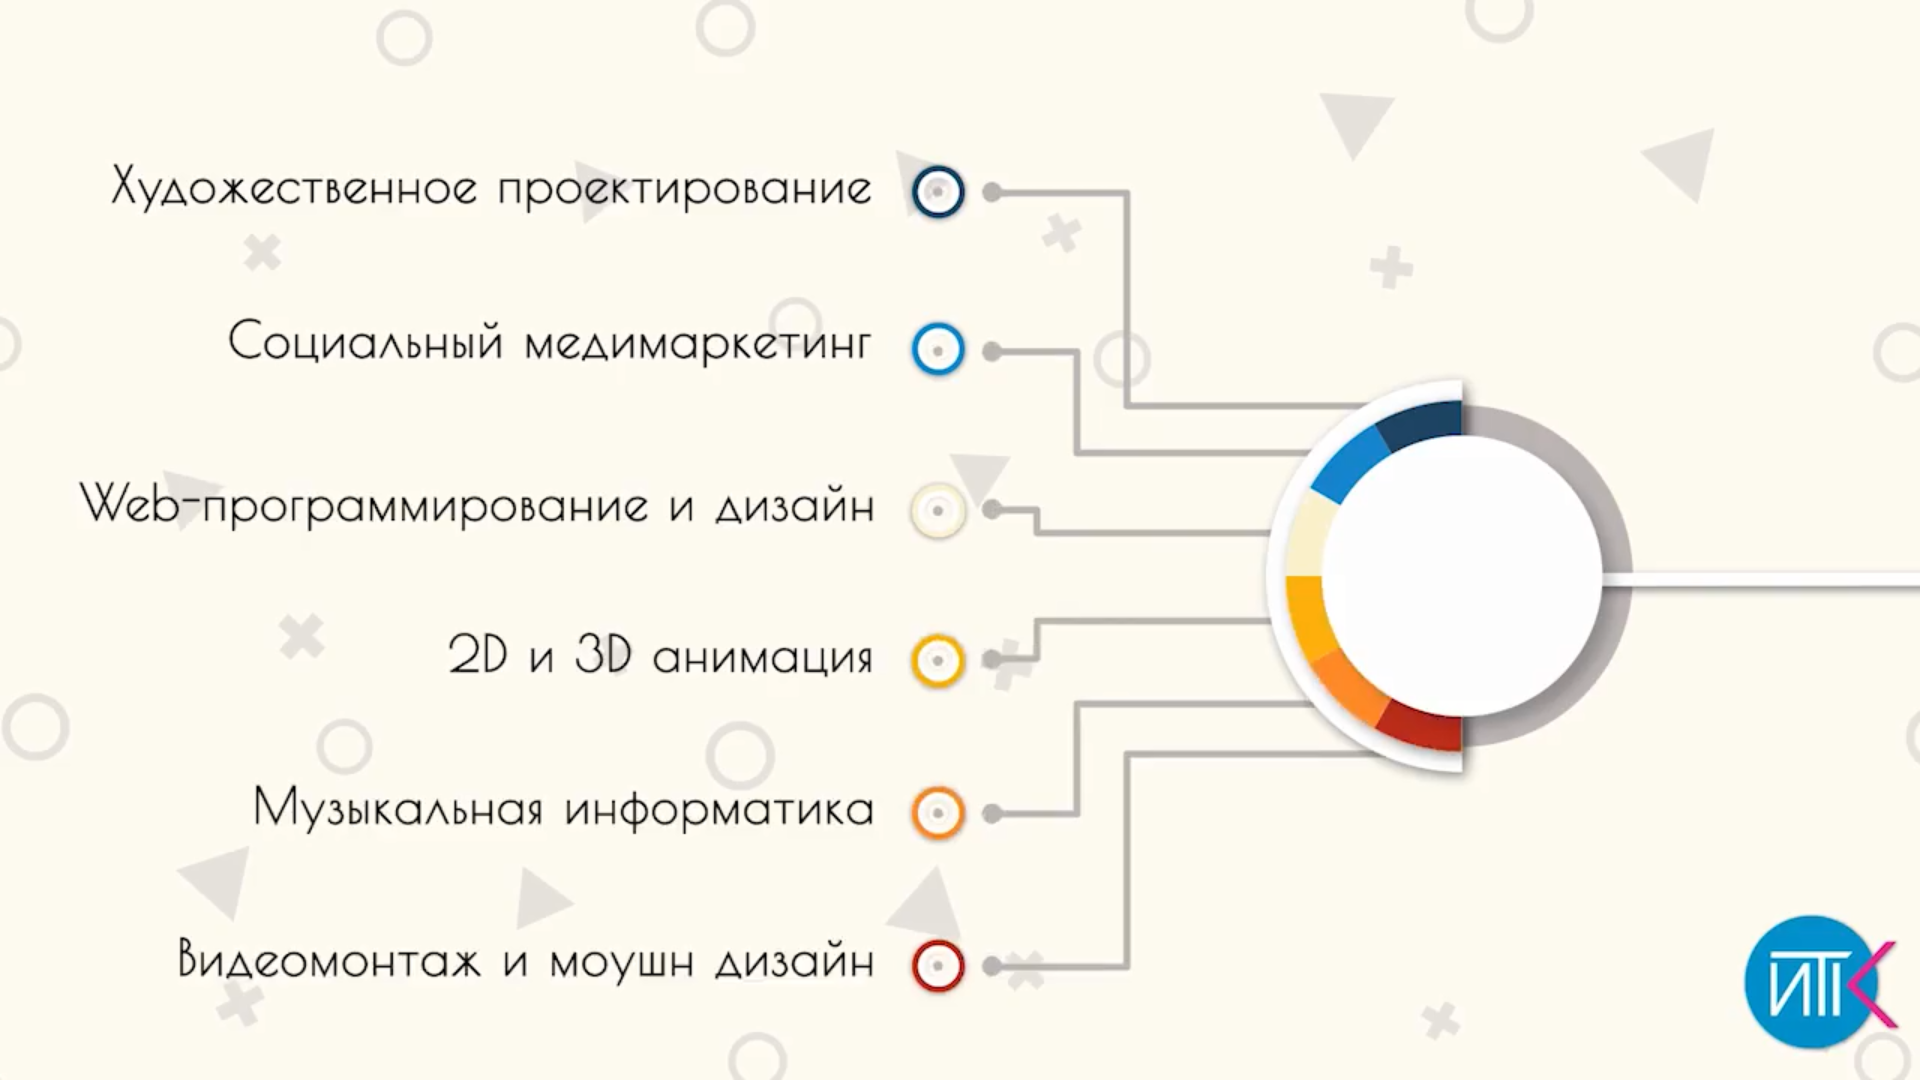 Художественное проектирование
Социальный медимаркетинг
Web-программирование и дизайн
2D и 3D анимация
Музыкальная информатика
Видеомонтаж и моушн дизайн
ИТК